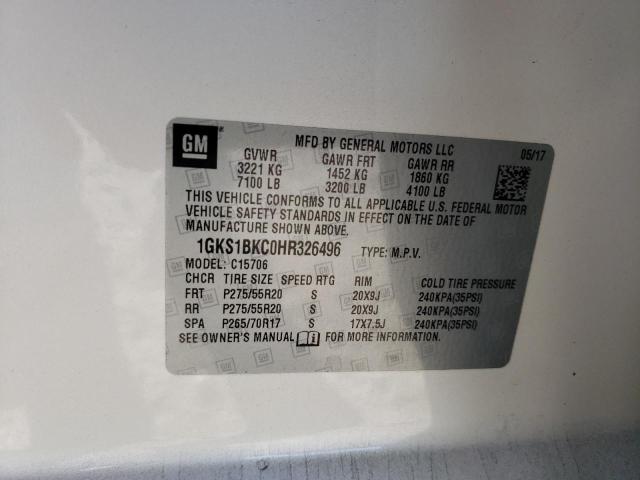 GM
MFD BY GENERAL MOTORS LLC 05/17
GVWR GAWR FRT GAWR RR
3221 KG 1452 KG 1860 KG
7100 LB 3200 LB 4100 LB
THIS VEHICLE CONFORMS TO ALL APPLICABLE U.S. FEDERAL MOTOR
VEHICLE SAFETY STANDARDS IN EFFECT ON THE DATE OF
MANUFACTURE SHOWN ABOVE.
1GKS1BKC0HR326496 TYPE: M.P.V.
MODEL: C15706
CHCR TIRE SIZE SPEED RTG RIM COLD TIRE PRESSURE
FRT P275/55R20 S 20X9J 240KPA(35PSI)
RR P275/55R20 S 20X9J 240KPA(35PSI)
SPA P265/70R17 S 17X7.5J 240KPA(35PSI)
SEE OWNER'S MANUAL FOR MORE INFORMATION.